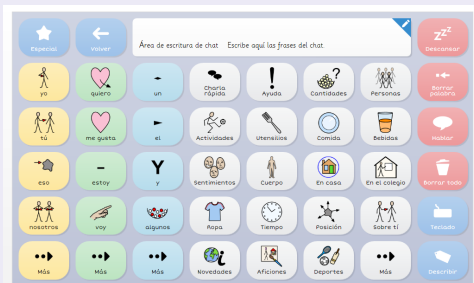 Especial
Volver
Área de escritura de chat Escribe aquí las frases del chat.
zzz
Descansar
yo
quiero
un
Charla rápida
Ayuda
?
Cantidades
Personas
Borrar palabra
tú
me gusta
el
Actividades
Utensilios
Comida
Bebidas
Hablar
eso
estoy
Y
y
Sentimientos
Cuerpo
En casa
En el colegio
Borrar todo
nosotros
voy
algunos
Ropa
Tiempo
Posición
Sobre tí
Teclado
Más
Más
Más
i
Novedades
Aficiones
Deportes
Más
Describir